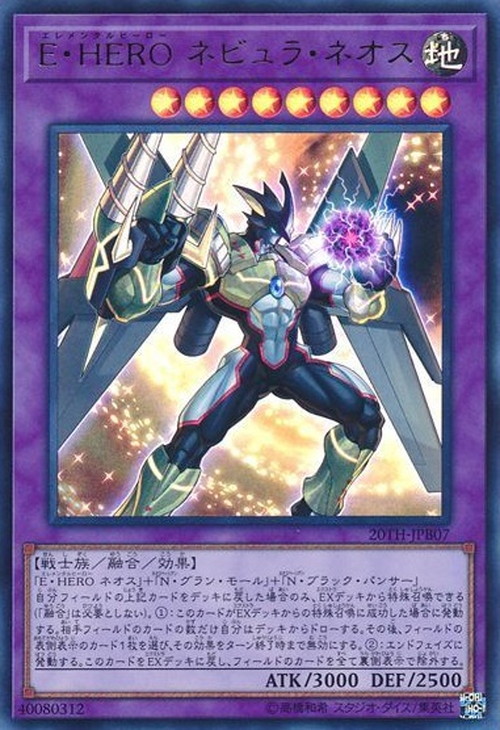 エレメンタルヒーロー
E・HERO ネビュラ・ネオス
地
20TH-JPB07
【戦士族／融合／効果】
「E・HERO ネオス」＋「N・グラン・モール」＋「N・ブラック・パンサー」
自分フィールドの上記カードをデッキに戻した場合のみ、EXデッキから特殊召喚できる
(「融合」は必要としない)。①：このカードがEXデッキからの特殊召喚に成功した場合に発動
する。相手フィールドのカードの数だけ自分はデッキからドローする。その後、フィールドの
表側表示のカード1枚を選び、その効果をターン終了時まで無効にする。②：エンドフェイズに
発動する。このカードをEXデッキに戻し、フィールドのカードを全て裏側表示で除外する。
ATK/3000 DEF/2500
40080312
©高橋和希 スタジオ・ダイス/集英社